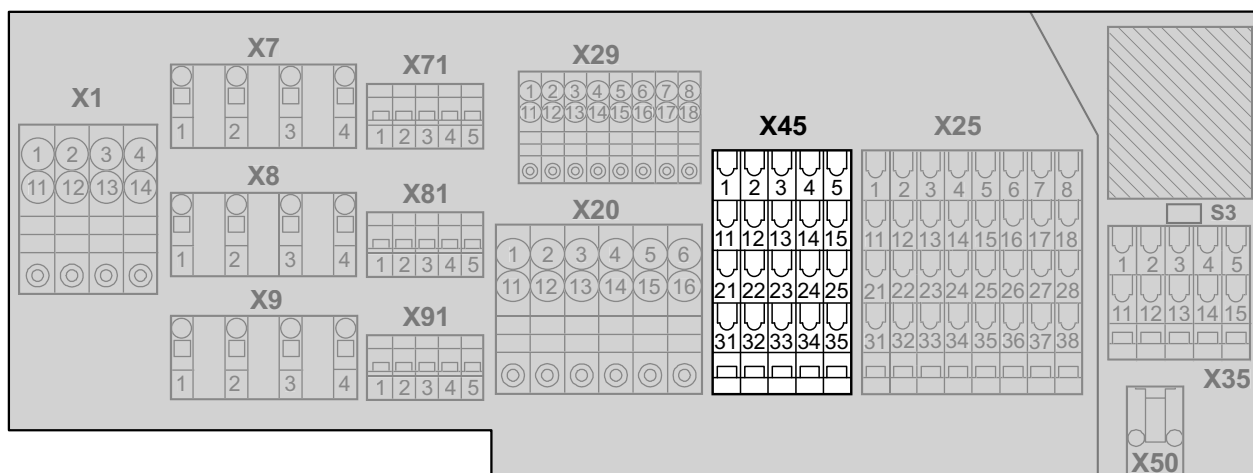 X1
1 2 3 4
11 12 13 14
X7
1 2 3 4
X8
1 2 3 4
X9
1 2 3 4
X71
1 2 3 4 5
X81
1 2 3 4 5
X91
1 2 3 4 5
X29
1 2 3 4 5 6 7 8
11 12 13 14 15 16 17 18
X20
1 2 3 4 5 6
11 12 13 14 15 16
X45
1 2 3 4 5
11 12 13 14 15
21 22 23 24 25
31 32 33 34 35
X25
1 2 3 4 5 6 7 8
11 12 13 14 15 16 17 18
21 22 23 24 25 26 27 28
31 32 33 34 35 36 37 38
S3
1 2 3 4 5
11 12 13 14 15
X35
X50